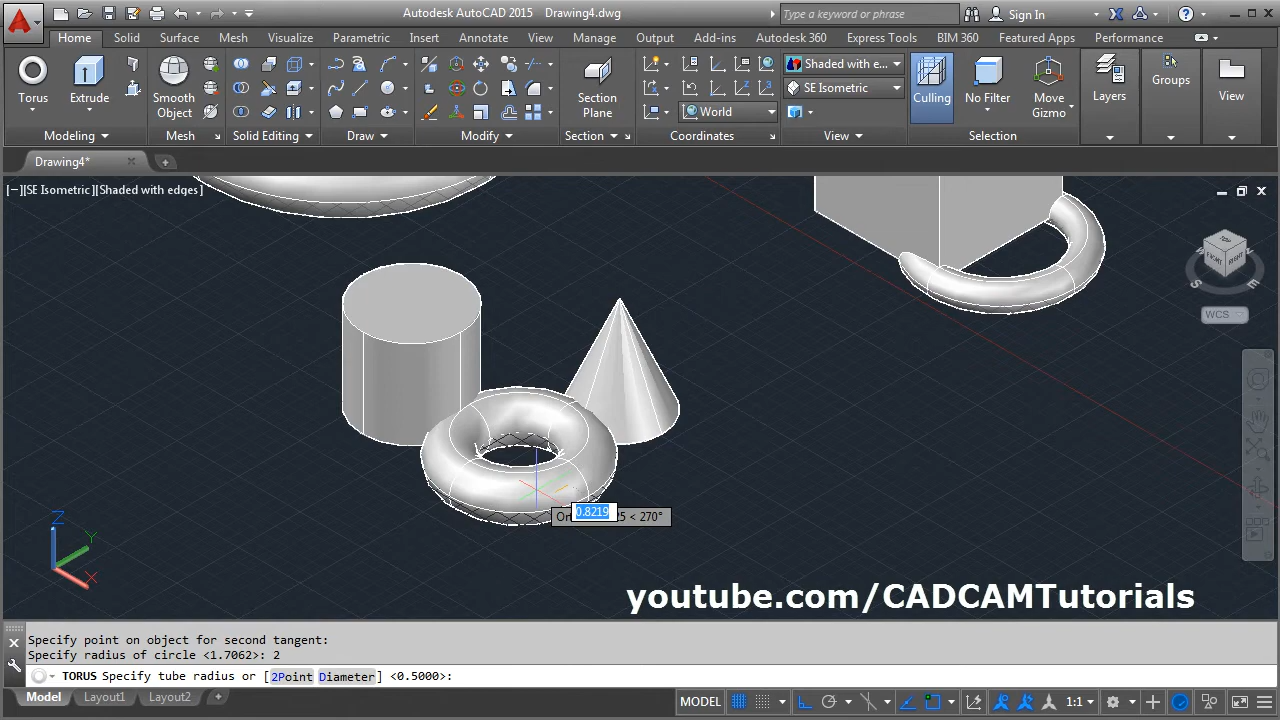 Autodesk AutoCAD 2015 Drawing4.dwg
Type a keyword or phrase
Sign In
Home Solid Surface Mesh Visualize Parametric Insert Annotate View Manage Output Add-ins Autodesk 360 Express Tools BIM 360 Featured Apps Performance
Shaded with e...
SE Isometric
World
Torus Extrude Smooth Object Section Plane Culling No Filter Move Gizmo Layers Groups View
Modeling Mesh Solid Editing Draw Modify Section Coordinates View Selection
Drawing4*
[−][SE Isometric][Shaded with edges]
TOP
FRONT RIGHT
S E
WCS
0.8219
25 < 270°
Z
Y
X
youtube.com/CADCAMTutorials
Specify point on object for second tangent:
Specify radius of circle <1.7062>: 2
TORUS Specify tube radius or [2Point Diameter] <0.5000>:
Model Layout1 Layout2
MODEL
1:1